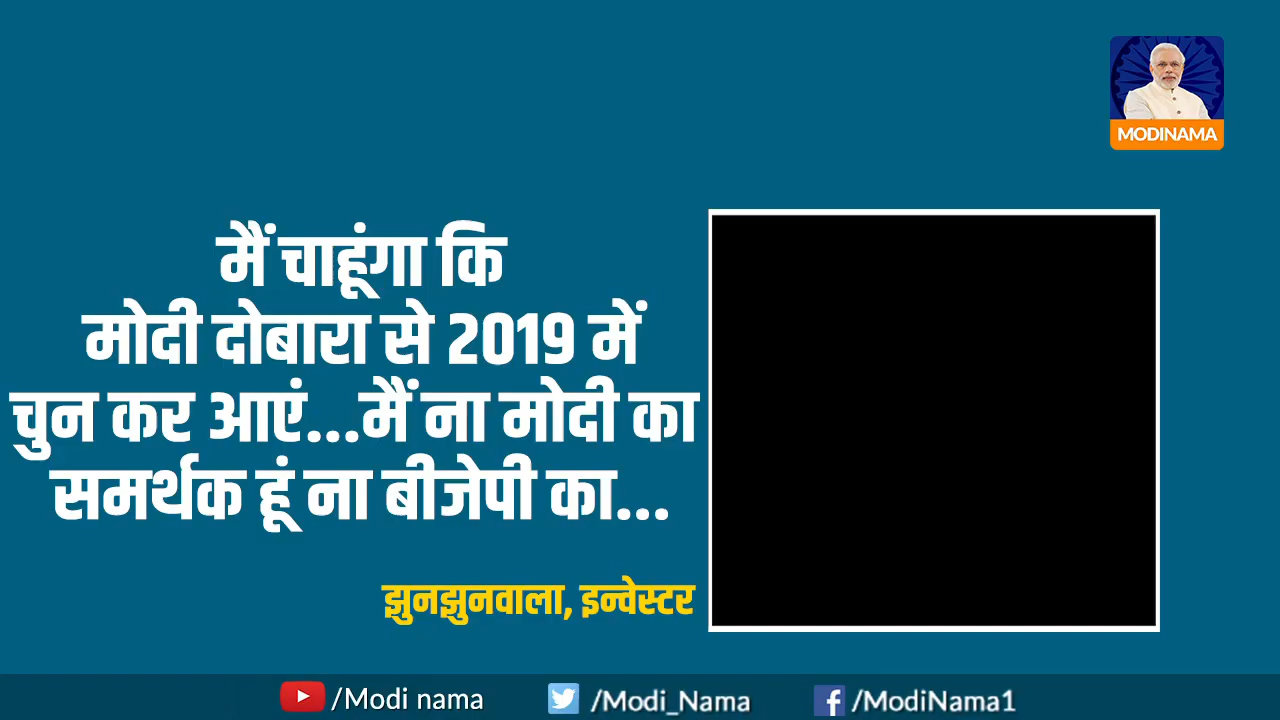 MODINAMA
मैं चाहूंगा कि
मोदी दोबारा से 2019 में
चुन कर आएं...मैं ना मोदी का
समर्थक हूं ना बीजेपी का...
झुनझुनवाला, इन्वेस्टर
/Modi nama /Modi_Nama /ModiNama1